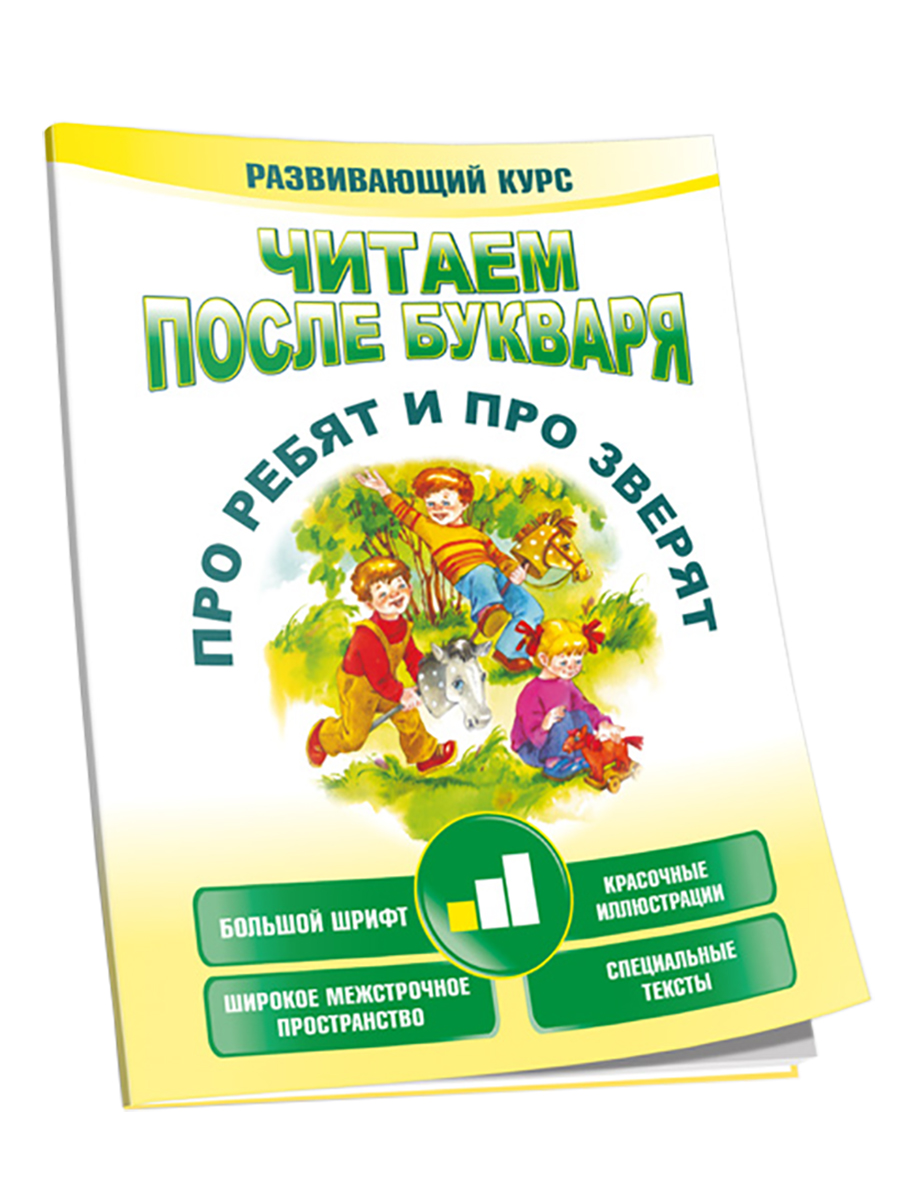 РАЗВИВАЮЩИЙ КУРС
ЧИТАЕМ
ПОСЛЕ БУКВАРЯ
ПРО РЕБЯТ И ПРО ЗВЕРЯТ
БОЛЬШОЙ ШРИФТ
КРАСОЧНЫЕ
ИЛЛЮСТРАЦИИ
ШИРОКОЕ МЕЖСТРОЧНОЕ
ПРОСТРАНСТВО
СПЕЦИАЛЬНЫЕ
ТЕКСТЫ